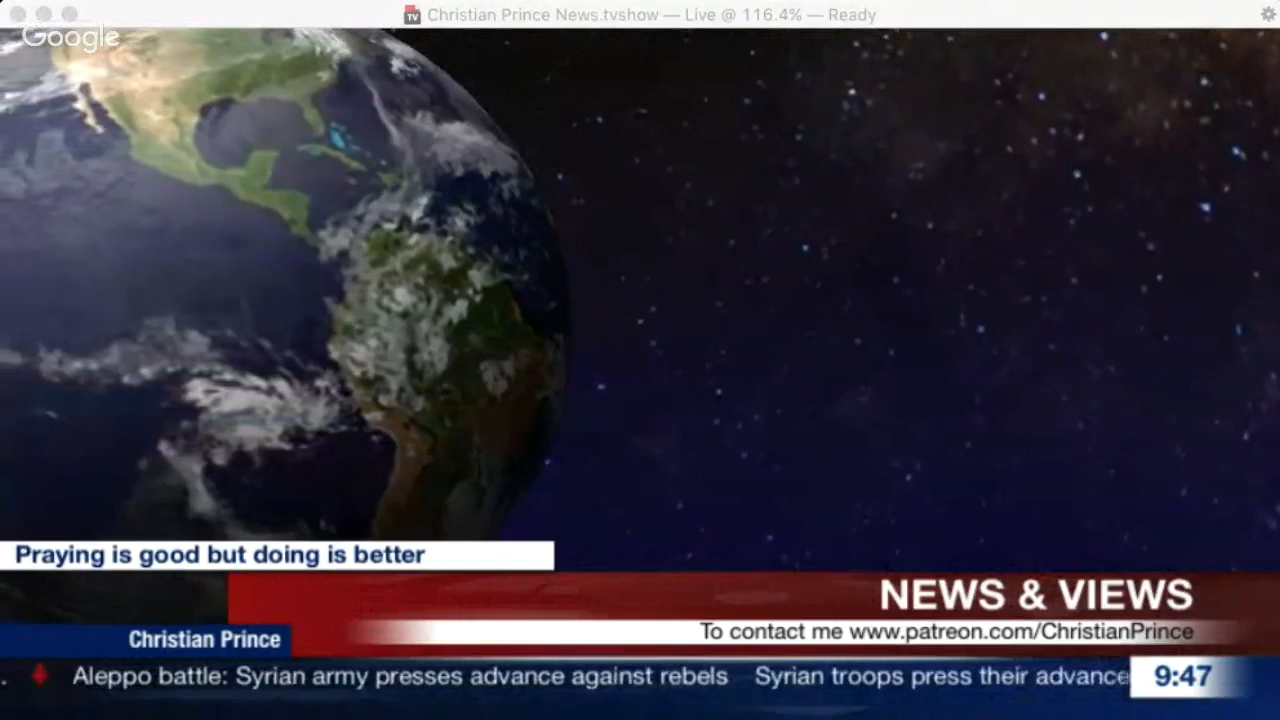 Christian Prince News.tvshow — Live @ 116.4% — Ready
TV
Google
Praying is good but doing is better
NEWS & VIEWS
To contact me www.patreon.com/ChristianPrince
Christian Prince
Aleppo battle: Syrian army presses advance against rebels Syrian troops press their advance
9:47